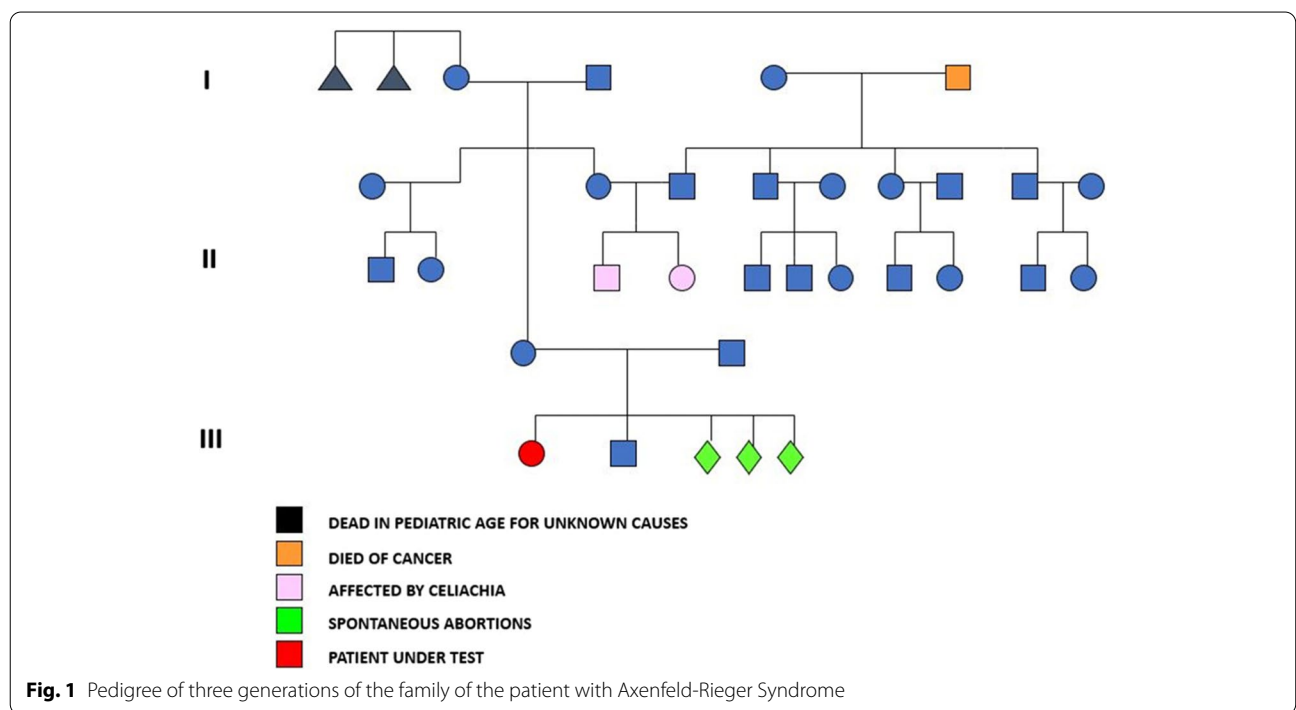 I
II
III
DEAD IN PEDIATRIC AGE FOR UNKNOWN CAUSES
DIED OF CANCER
AFFECTED BY CELIACHIA
SPONTANEOUS ABORTIONS
PATIENT UNDER TEST
Fig. 1 Pedigree of three generations of the family of the patient with Axenfeld-Rieger Syndrome